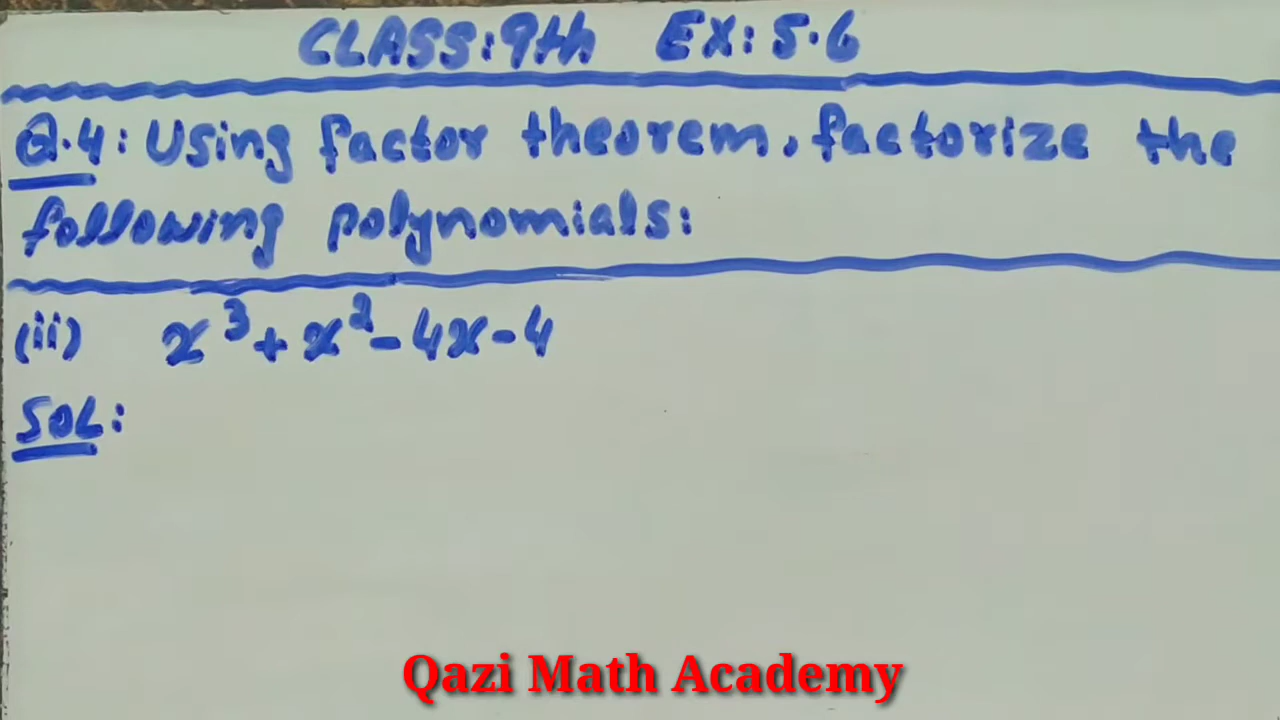 CLASS: 9th EX: 5.6
Q.4: Using factor theorem, factorize the
following polynomials:
(ii) x³ + x² - 4x - 4
SOL:
Qazi Math Academy